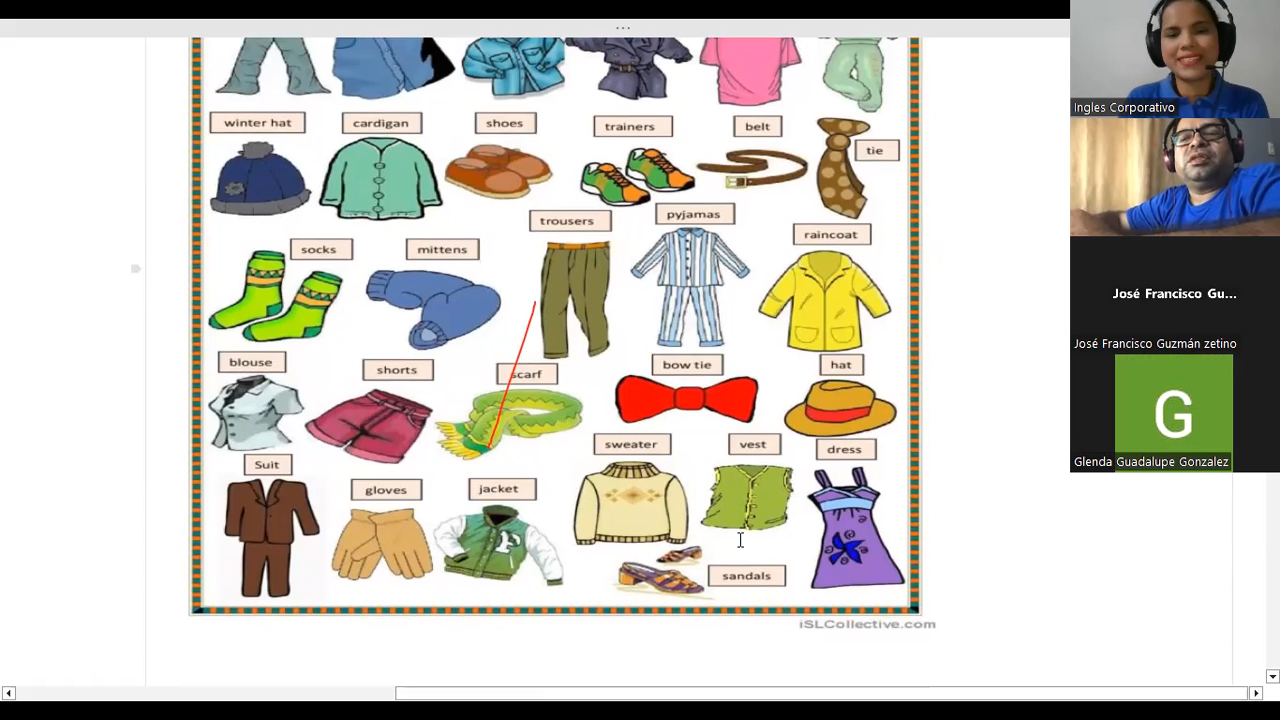 ...
winter hat
cardigan
shoes
trainers
belt
tie
trousers
pyjamas
raincoat
socks
mittens
blouse
shorts
scarf
bow tie
hat
sweater
vest
dress
Suit
gloves
jacket
P
sandals
iSLCollective.com
Ingles Corporativo
José Francisco Gu...
José Francisco Guzmán zetino
G
Glenda Guadalupe Gonzalez